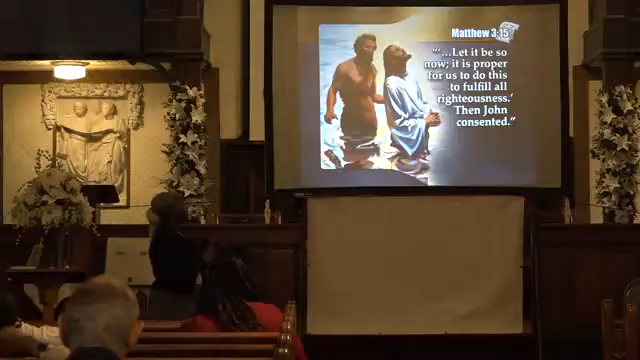 Matthew 3:15
"'...Let it be so
now; it is proper
for us to do this
to fulfill all
righteousness.'
Then John
consented."